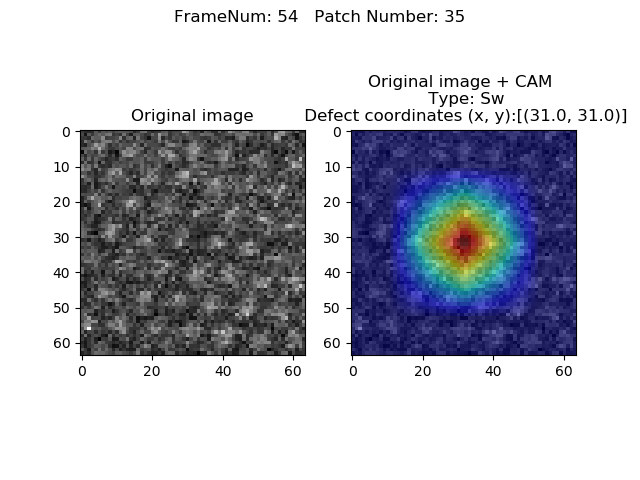 FrameNum: 54   Patch Number: 35
Original image
Original image + CAM
Type: Sw
Defect coordinates (x, y):[(31.0, 31.0)]
0
10
20
30
40
50
60
0 20 40 60
0
10
20
30
40
50
60
0 20 40 60